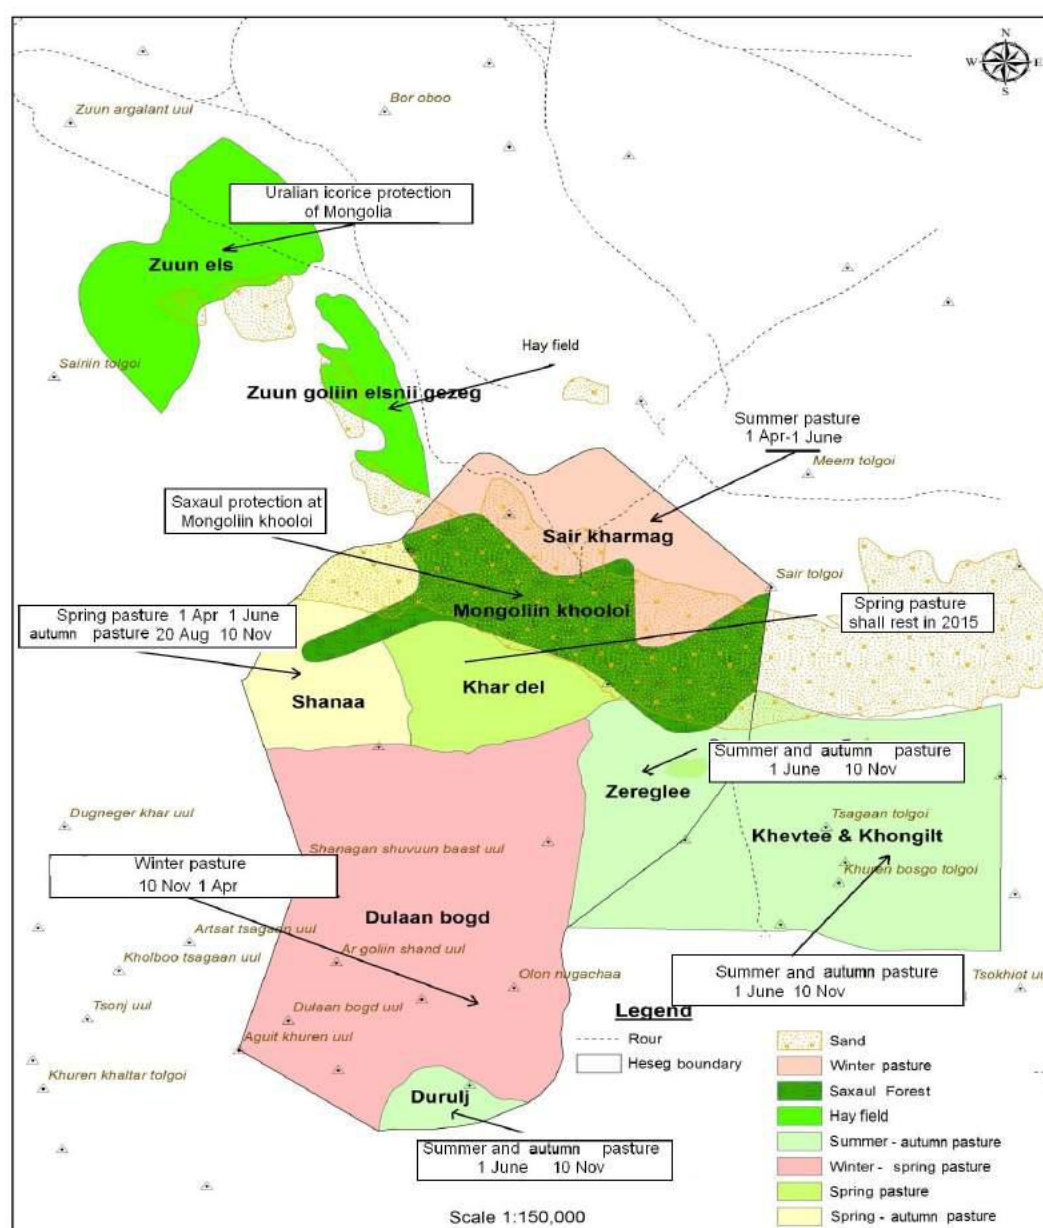 N
W E
S
Zuun argalant uul
Bor oboo
Uralian icorice protection
of Mongolia
Zuun els
Sairiin tolgoi
Hay field
Zuun goliin elsnii gezeg
Summer pasture
1 Apr-1 June
Meem tolgoi
Saxaul protection at
Mongoliin khooloi
Sair kharmag
Sair tolgoi
Spring pasture 1 Apr 1 June
autumn pasture 20 Aug 10 Nov
Mongoliin khooloi
Spring pasture
shall rest in 2015
Khar del
Shanaa
Summer and autumn pasture
1 June 10 Nov
Zereglee
Dugneger khar uul
Tsagaan tolgoi
Khevtee & Khongilt
Shanagan shuvuun baast uul
Winter pasture
10 Nov 1 Apr
Khuren bosgo tolgoi
Dulaan bogd
Artsat tsagaan uul
Ar goliin shand uul
Kholboo tsagaan uul
Olon nugachaa
Summer and autumn pasture
1 June 10 Nov
Tsokhiot uu
Tsonj uul
Dulaan bogd uul
Aguit khuren uul
Khuren khaltar tolgoi
Durulj
Summer and autumn pasture
1 June 10 Nov
Legend
Rour
Heseg boundary
Sand
Winter pasture
Saxaul Forest
Hay field
Summer - autumn pasture
Winter - spring pasture
Spring pasture
Spring - autumn pasture
Scale 1:150,000